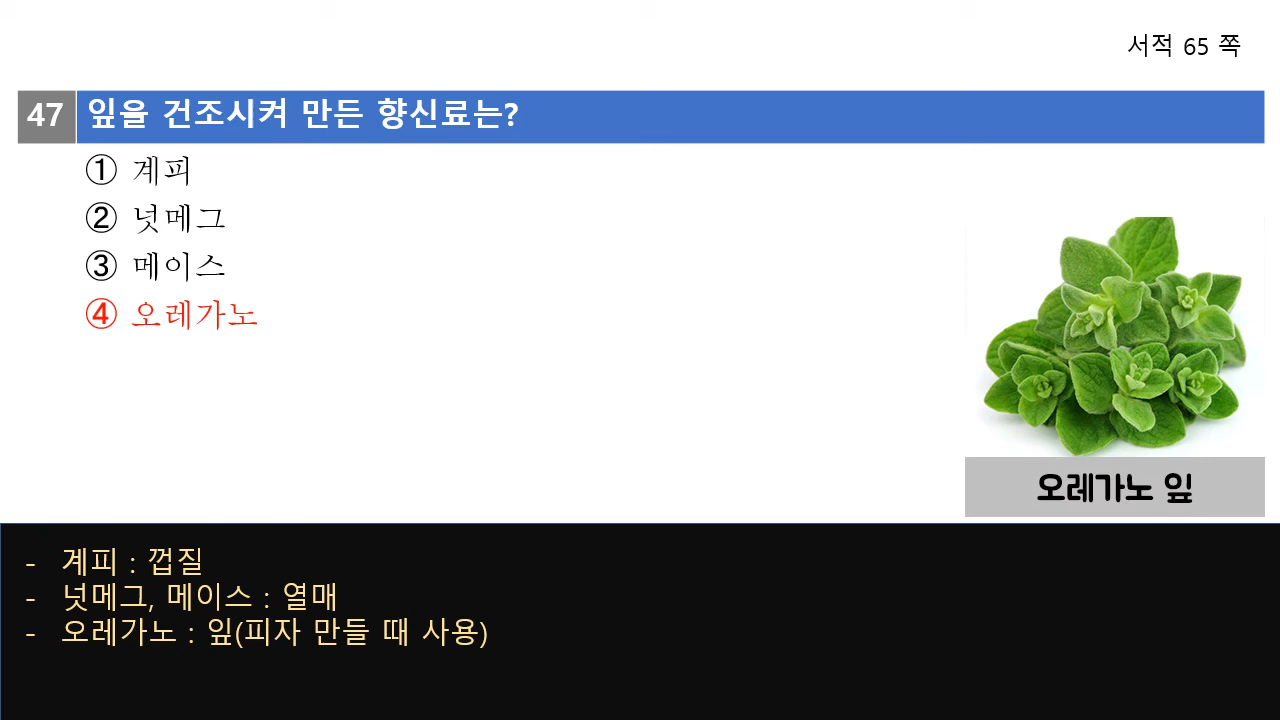 서적 65 쪽
47 잎을 건조시켜 만든 향신료는?
① 계피
② 넛메그
③ 메이스
④ 오레가노
오레가노 잎
- 계피 : 껍질
- 넛메그, 메이스 : 열매
- 오레가노 : 잎(피자 만들 때 사용)